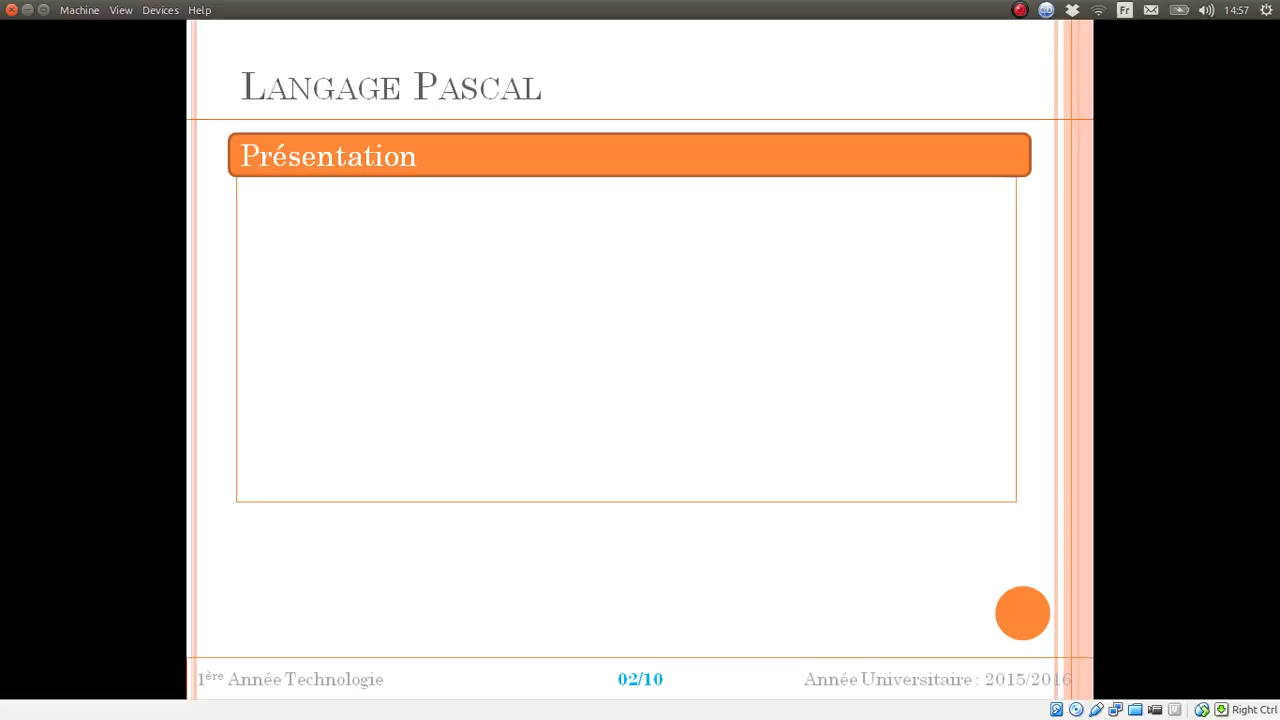 Machine View Devices Help Fr 14:57
LANGAGE PASCAL
Présentation
1ère Année Technologie 02/10 Année Universitaire : 2015/2016
Right Ctrl